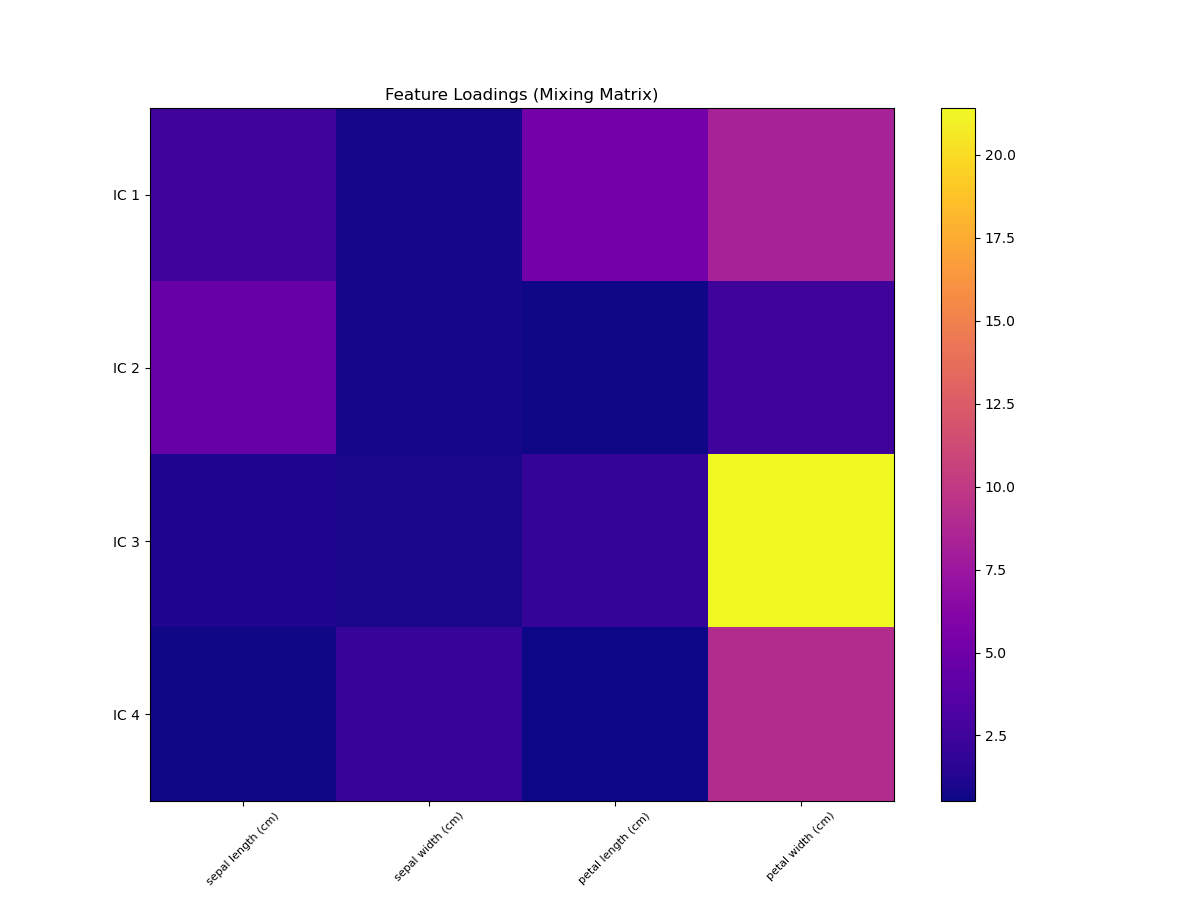 Feature Loadings (Mixing Matrix)
IC 1
IC 2
IC 3
IC 4
sepal length (cm)
sepal width (cm)
petal length (cm)
petal width (cm)
20.0
17.5
15.0
12.5
10.0
7.5
5.0
2.5